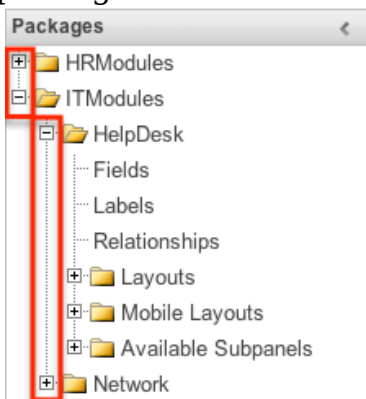 Packages
HRModules
ITModules
HelpDesk
Fields
Labels
Relationships
Layouts
Mobile Layouts
Available Subpanels
Network